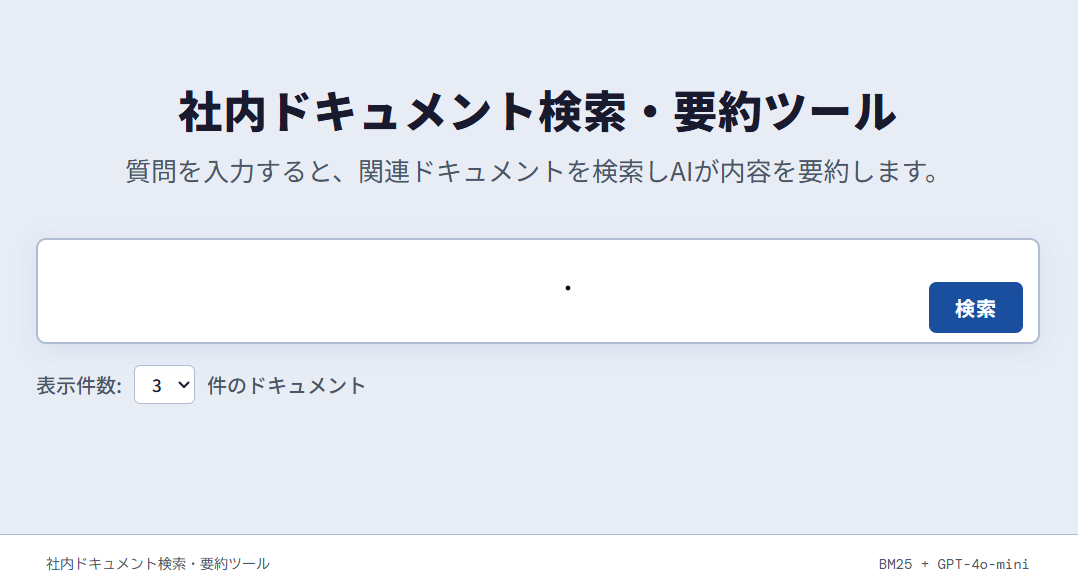 社内ドキュメント検索・要約ツール
質問を入力すると、関連ドキュメントを検索しAIが内容を要約します。
検索
表示件数: 3 件のドキュメント
社内ドキュメント検索・要約ツール
BM25 + GPT-4o-mini